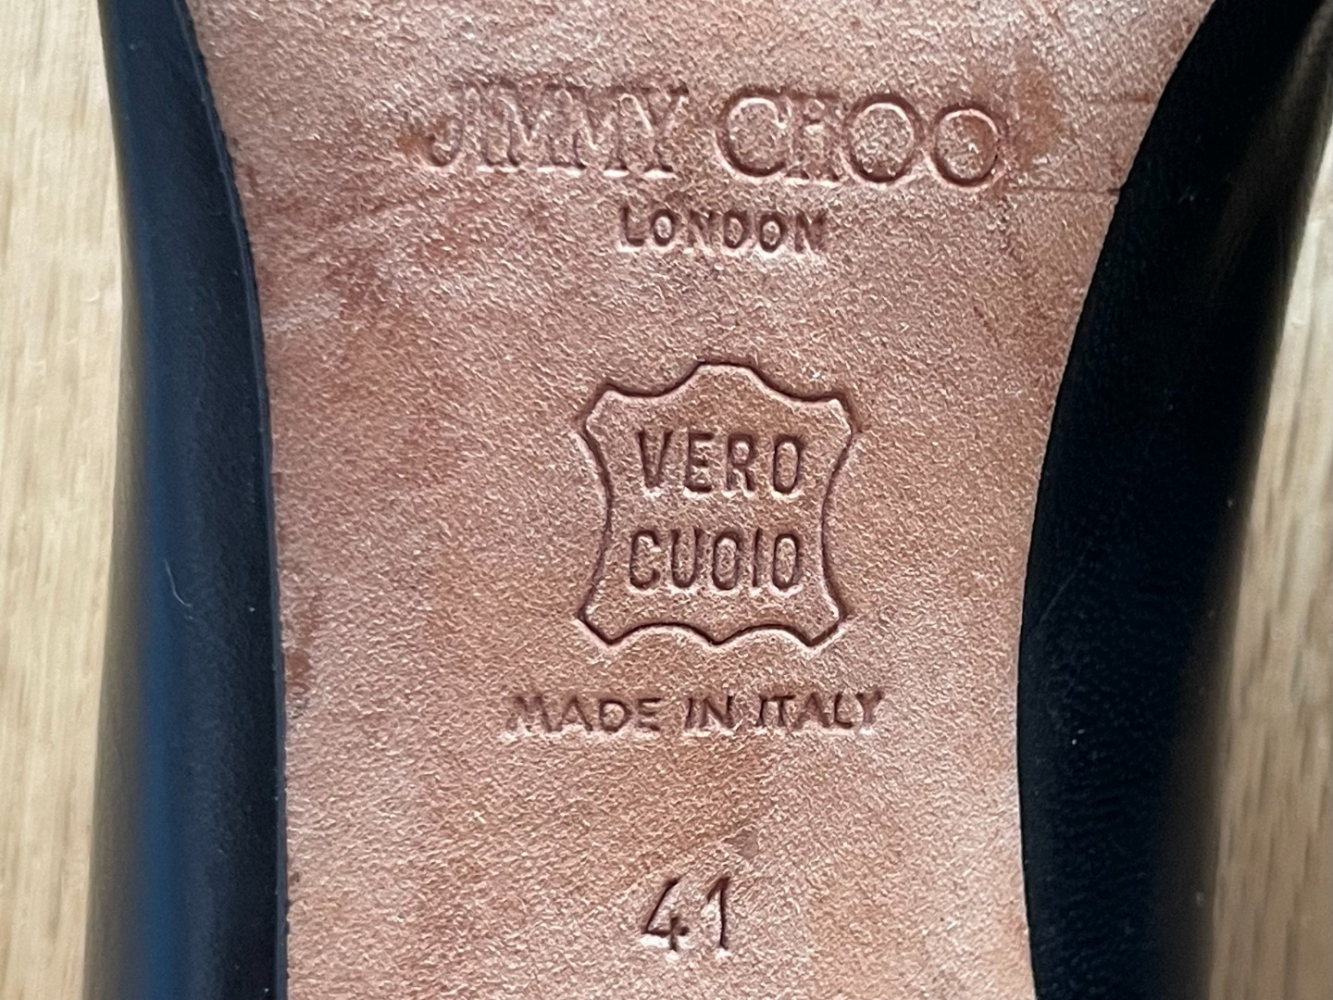 JIMMY CHOO
LONDON
VERO
CUOIO
MADE IN ITALY
41